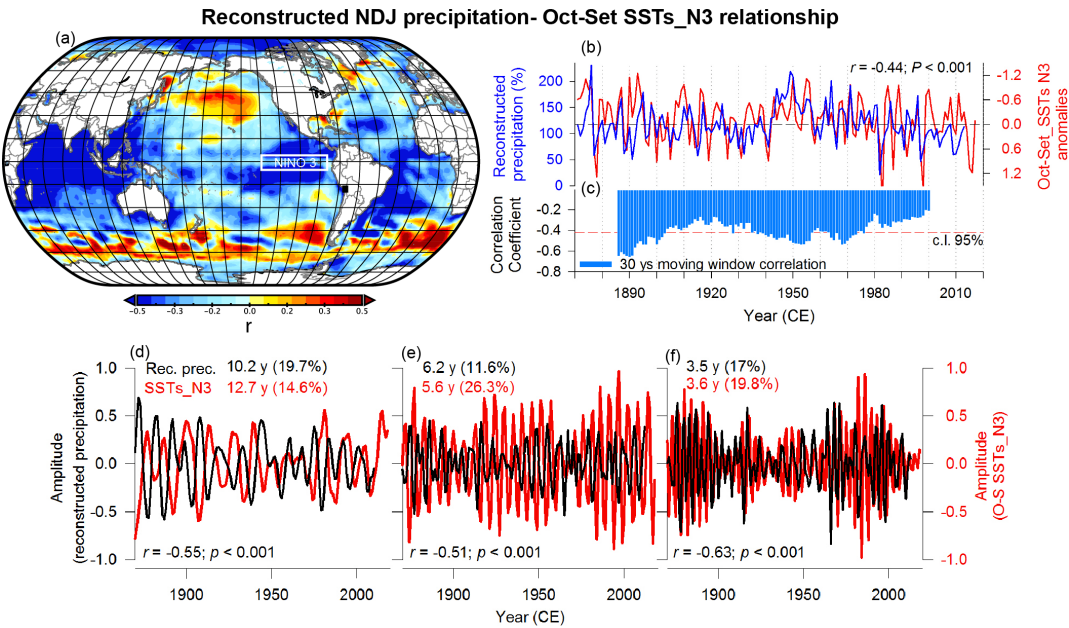 Reconstructed NDJ precipitation- Oct-Set SSTs_N3 relationship
(a)
NINO 3
−0.5 −0.3 −0.2 0.0 0.2 0.3 0.5
r
(b)
r = -0.44; P < 0.001
Reconstructed
precipitation (%)
200
150
100
50
0
-1.2
-0.6
0.0
0.6
1.2
Oct-Set_SSTs N3
anomalies
(c)
Correlation
Coefficient
-0.2
-0.4
-0.6
-0.8
c.l. 95%
30 ys moving window correlation
1890 1920 1950 1980 2010
Year (CE)
(d)
Rec. prec. 10.2 y (19.7%)
SSTs_N3 12.7 y (14.6%)
Amplitude
(reconstructed precipitation)
1.0
0.5
0.0
-0.5
-1.0
r = -0.55; p < 0.001
1900 1950 2000
(e)
6.2 y (11.6%)
5.6 y (26.3%)
r = -0.51; p < 0.001
1900 1950 2000
Year (CE)
(f)
3.5 y (17%)
3.6 y (19.8%)
r = -0.63; p < 0.001
1900 1950 2000
1.0
0.5
0.0
-0.5
-1.0
Amplitude
(O-S SSTs_N3)